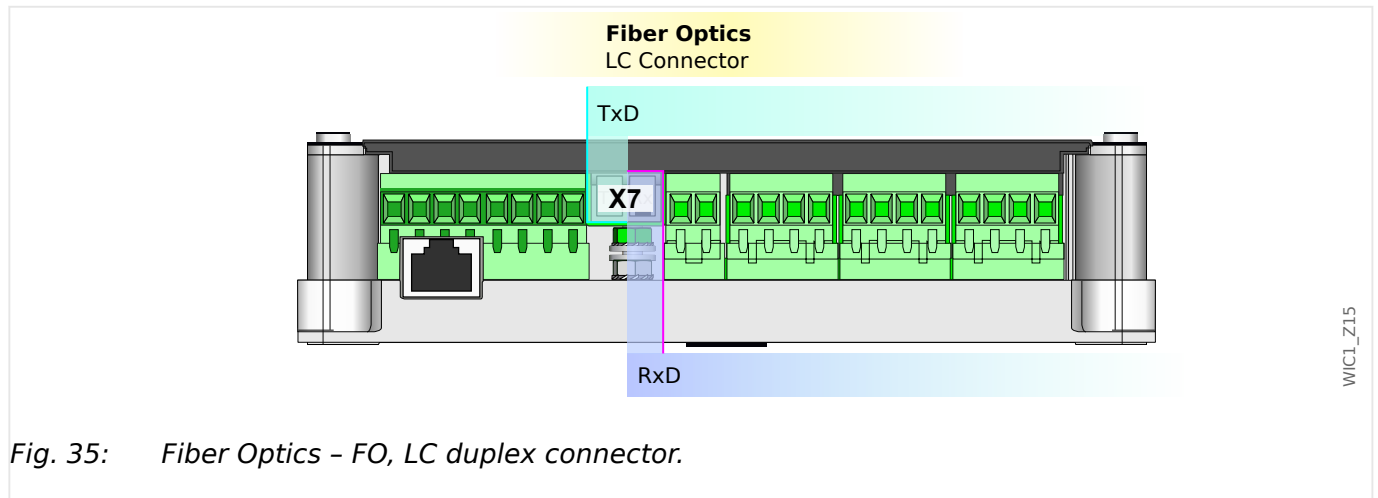 Fiber Optics
LC Connector
TxD
X7
RxD
WIC1_Z15
Fig. 35: Fiber Optics – FO, LC duplex connector.